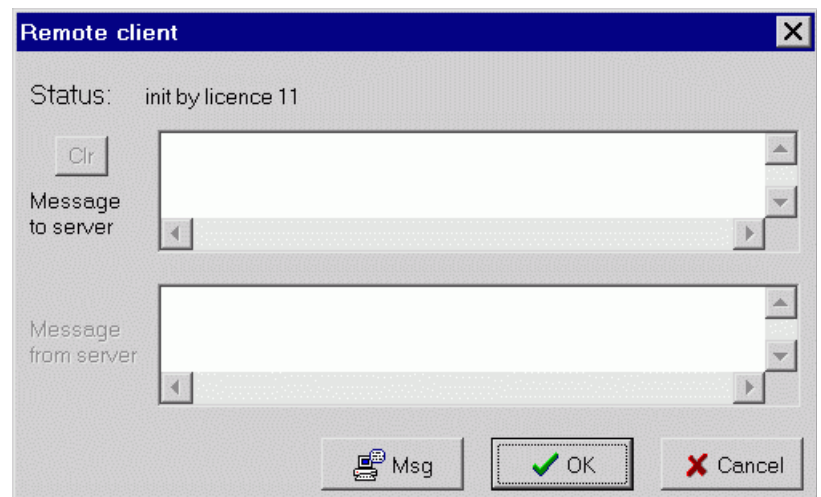 Remote client
Status: init by licence 11
Clr
Message
to server
Message
from server
Msg
OK
Cancel